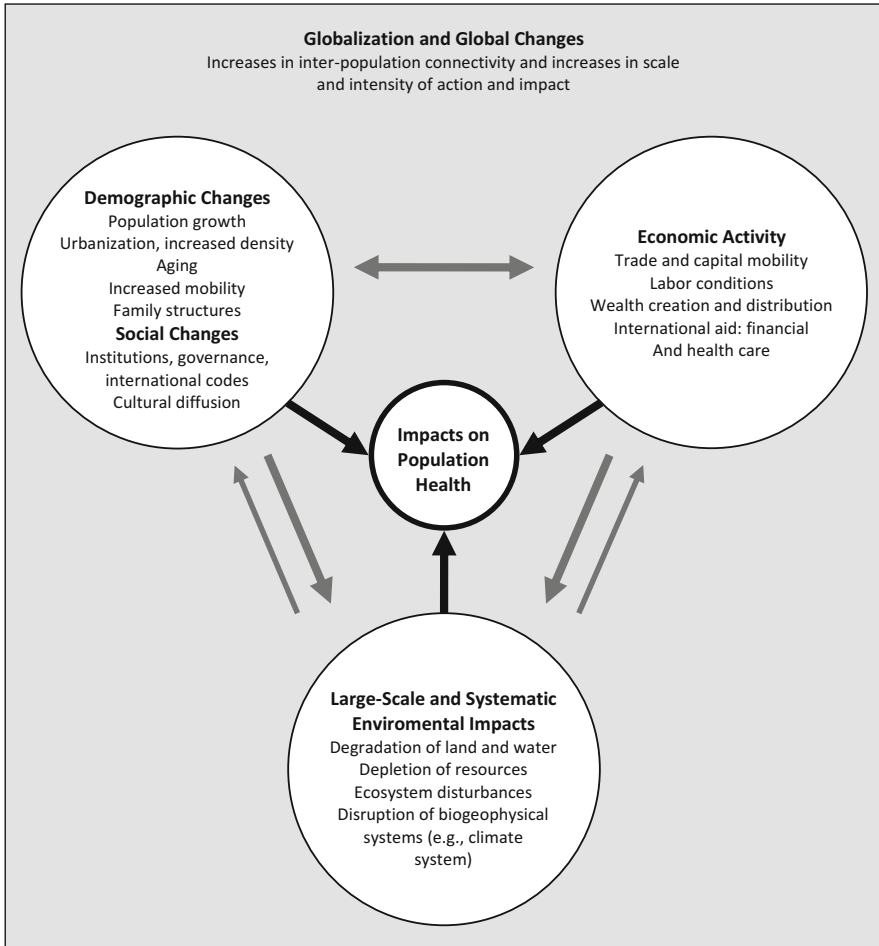 Globalization and Global Changes
Increases in inter-population connectivity and increases in scale
and intensity of action and impact
Demographic Changes
Population growth
Urbanization, increased density
Aging
Increased mobility
Family structures
Social Changes
Institutions, governance,
international codes
Cultural diffusion
Economic Activity
Trade and capital mobility
Labor conditions
Wealth creation and distribution
International aid: financial
And health care
Impacts on
Population
Health
Large-Scale and Systematic
Enviromental Impacts
Degradation of land and water
Depletion of resources
Ecosystem disturbances
Disruption of biogeophysical
systems (e.g., climate
system)